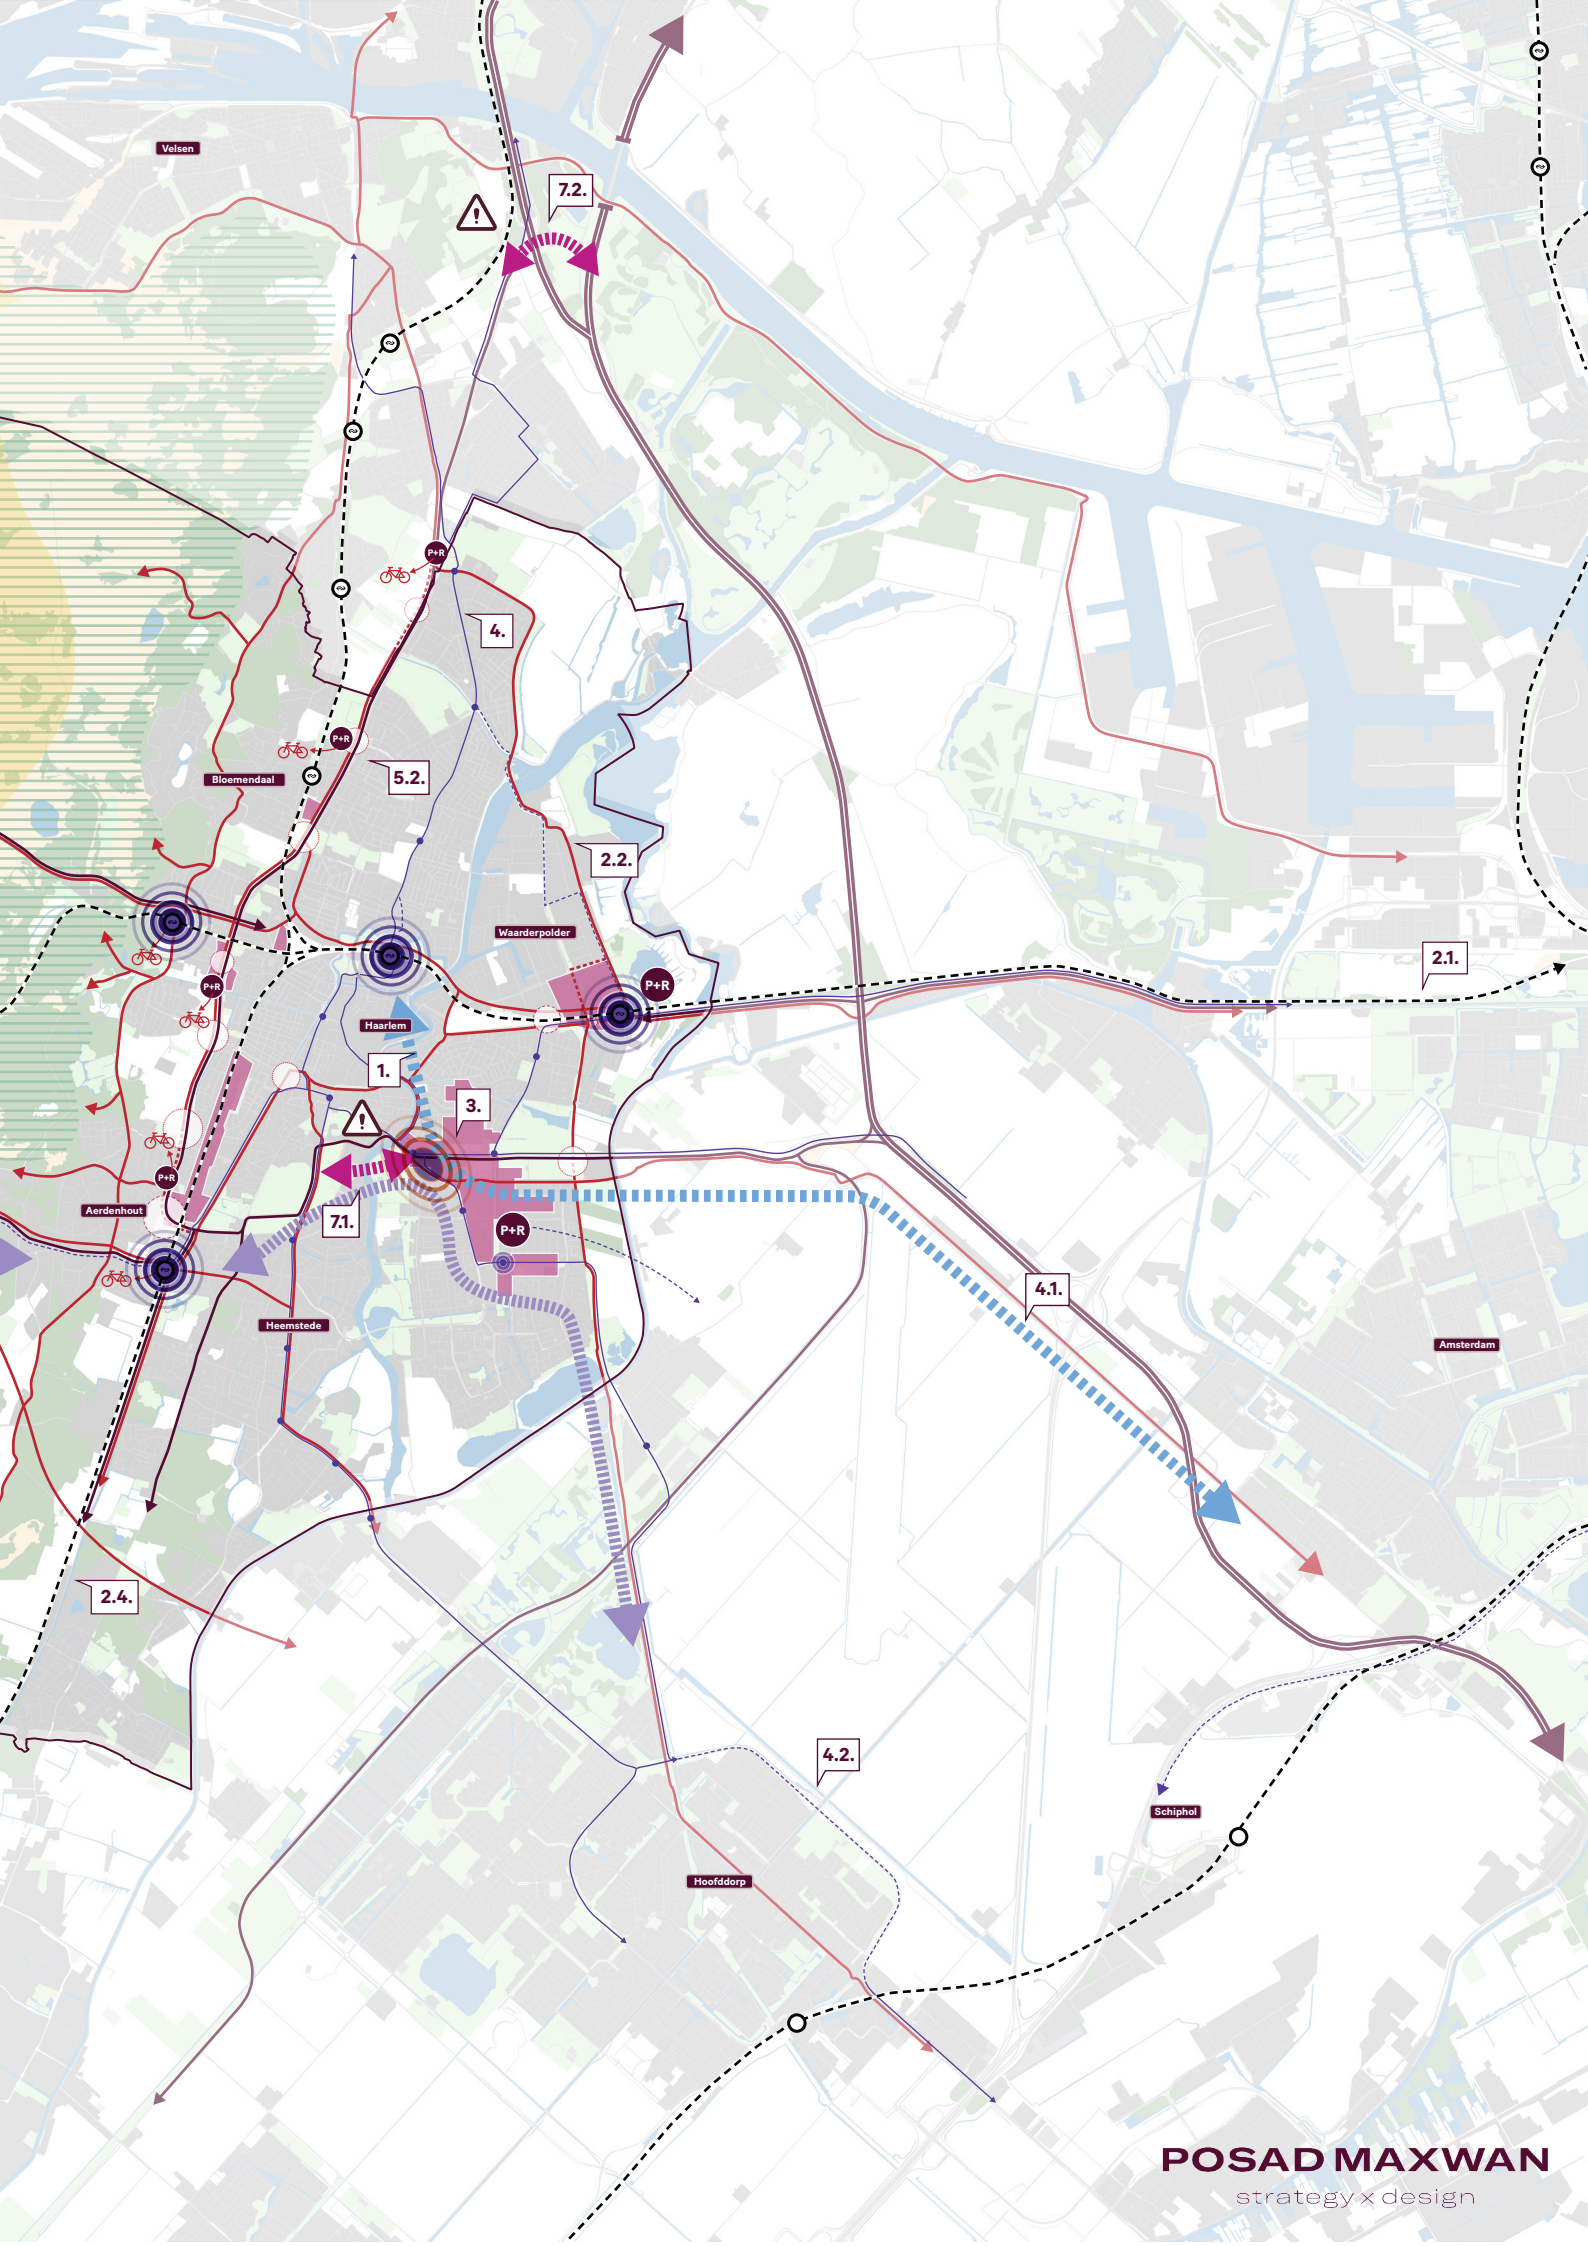 Velsen
7.2.
P+R
4.
P+R
5.2.
Bloemendaal
2.2.
Waarderpolder
2.1.
P+R
P+R
Haarlem
1.
3.
P+R
Aerdenhout
7.1.
P+R
4.1.
Heemstede
Amsterdam
2.4.
4.2.
Schiphol
Hoofddorp
POSAD MAXWAN
strategy x design